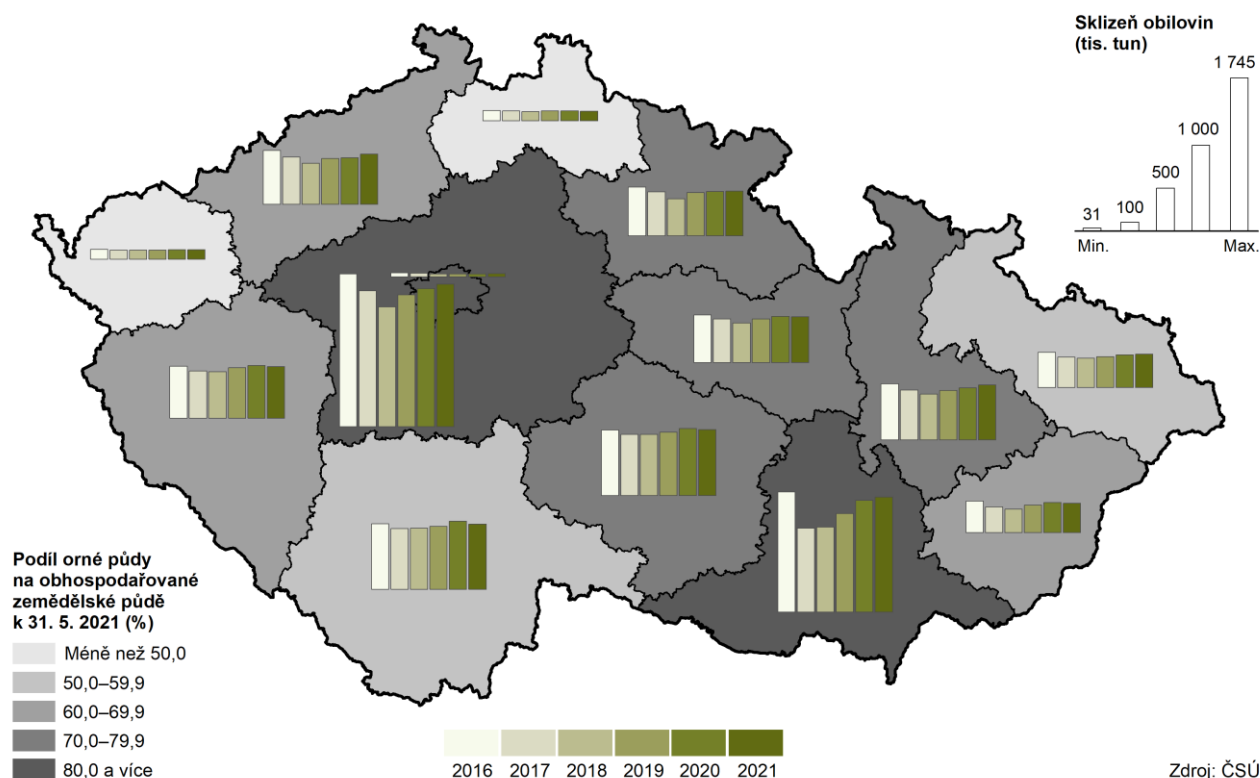 Sklizeň obilovin
(tis. tun)
1 745
1 000
500
100
31
Min.
Max.
Podíl orné půdy
na obhospodařované
zemědělské půdě
k 31. 5. 2021 (%)
Méně než 50,0
50,0–59,9
60,0–69,9
70,0–79,9
80,0 a více
2016 2017 2018 2019 2020 2021
Zdroj: ČSÚ